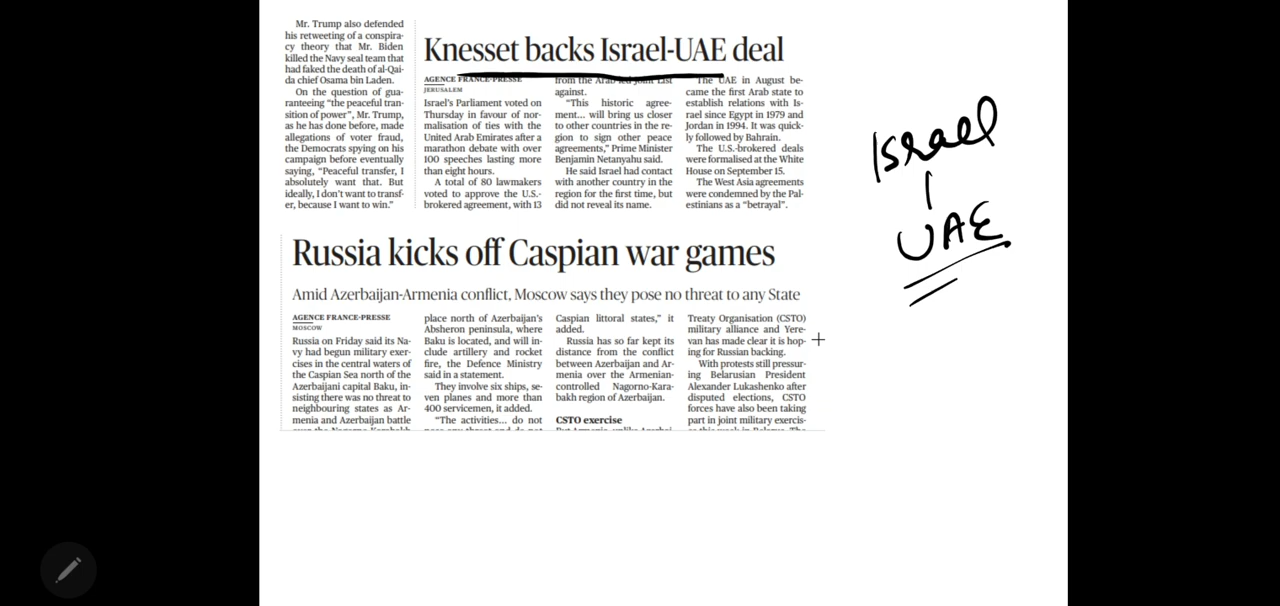 Mr. Trump also defended
his retweeting of a conspira-
cy theory that Mr. Biden
killed the Navy seal team that
had faked the death of al-Qai-
da chief Osama bin Laden.
On the question of gua-
ranteeing “the peaceful tran-
sition of power”, Mr. Trump,
as he has done before, made
allegations of voter fraud,
the Democrats spying on his
campaign before eventually
saying, “Peaceful transfer, I
absolutely want that. But
ideally, I don’t want to transf-
er, because I want to win.”
Knesset backs Israel-UAE deal
AGENCE FRANCE-PRESSE
JERUSALEM
Israel’s Parliament voted on
Thursday in favour of nor-
malisation of ties with the
United Arab Emirates after a
marathon debate with over
100 speeches lasting more
than eight hours.
A total of 80 lawmakers
voted to approve the U.S.-
brokered agreement, with 13
from the Arab-led Joint List
against.
“This historic agree-
ment... will bring us closer
to other countries in the re-
gion to sign other peace
agreements,” Prime Minister
Benjamin Netanyahu said.
He said Israel had contact
with another country in the
region for the first time, but
did not reveal its name.
The UAE in August be-
came the first Arab state to
establish relations with Is-
rael since Egypt in 1979 and
Jordan in 1994. It was quick-
ly followed by Bahrain.
The U.S.-brokered deals
were formalised at the White
House on September 15.
The West Asia agreements
were condemned by the Pal-
estinians as a “betrayal”.
Israel
UAE
Russia kicks off Caspian war games
Amid Azerbaijan-Armenia conflict, Moscow says they pose no threat to any State
AGENCE FRANCE-PRESSE
MOSCOW
Russia on Friday said its Na-
vy had begun military exer-
cises in the central waters of
the Caspian Sea north of the
Azerbaijani capital Baku, in-
sisting there was no threat to
neighbouring states as Ar-
menia and Azerbaijan battle
place north of Azerbaijan’s
Absheron peninsula, where
Baku is located, and will in-
clude artillery and rocket
fire, the Defence Ministry
said in a statement.
They involve six ships, se-
ven planes and more than
400 servicemen, it added.
“The activities... do not
Caspian littoral states,” it
added.
Russia has so far kept its
distance from the conflict
between Azerbaijan and Ar-
menia over the Armenian-
controlled Nagorno-Kara-
bakh region of Azerbaijan.
CSTO exercise
Treaty Organisation (CSTO)
military alliance and Yere-
van has made clear it is hop-
ing for Russian backing.
With protests still pressur-
ing Belarusian President
Alexander Lukashenko after
disputed elections, CSTO
forces have also been taking
part in joint military exercis-